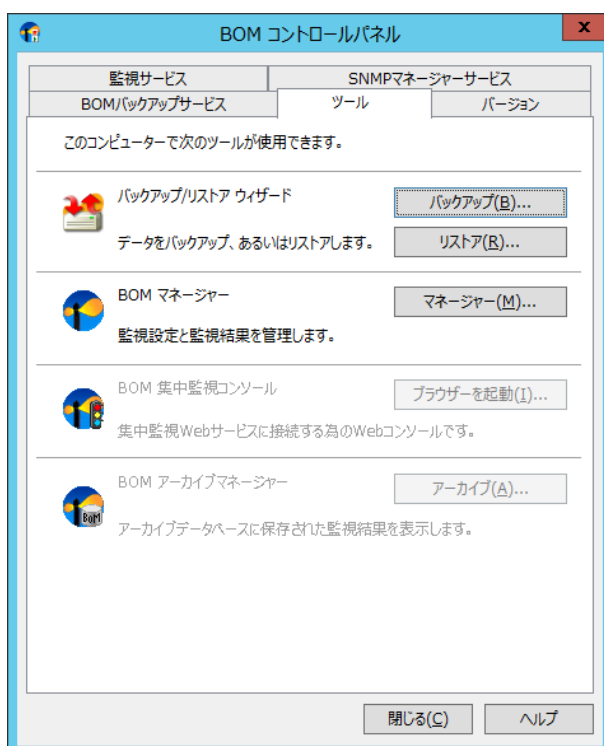 BOM コントロールパネル
x
監視サービス
SNMPマネージャーサービス
BOMバックアップサービス
ツール
バージョン
このコンピューターで次のツールが使用できます。
バックアップ/リストア ウィザード
バックアップ(B)...
データをバックアップ、あるいはリストアします。
リストア(R)...
BOM マネージャー
マネージャー(M)...
監視設定と監視結果を管理します。
BOM 集中監視コンソール
ブラウザーを起動(I)...
集中監視Webサービスに接続する為のWebコンソールです。
BOM アーカイブマネージャー
アーカイブ(A)...
BOM
アーカイブデータベースに保存された監視結果を表示します。
閉じる(C)
ヘルプ